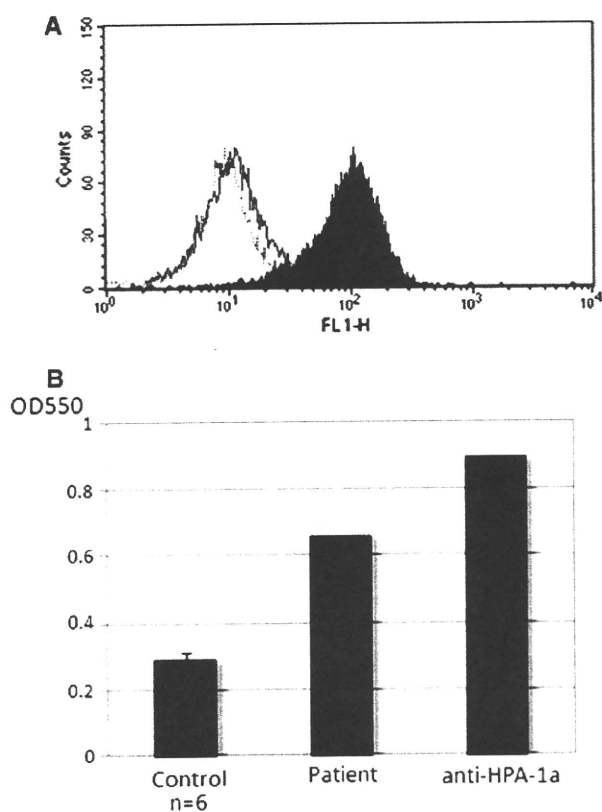 A
150
120
90
60
30
0
Counts
10⁰ 10¹ 10² 10³ 10⁴
FL1-H
B
OD550
1
0.8
0.6
0.4
0.2
0
Control
n=6
Patient
anti-HPA-1a